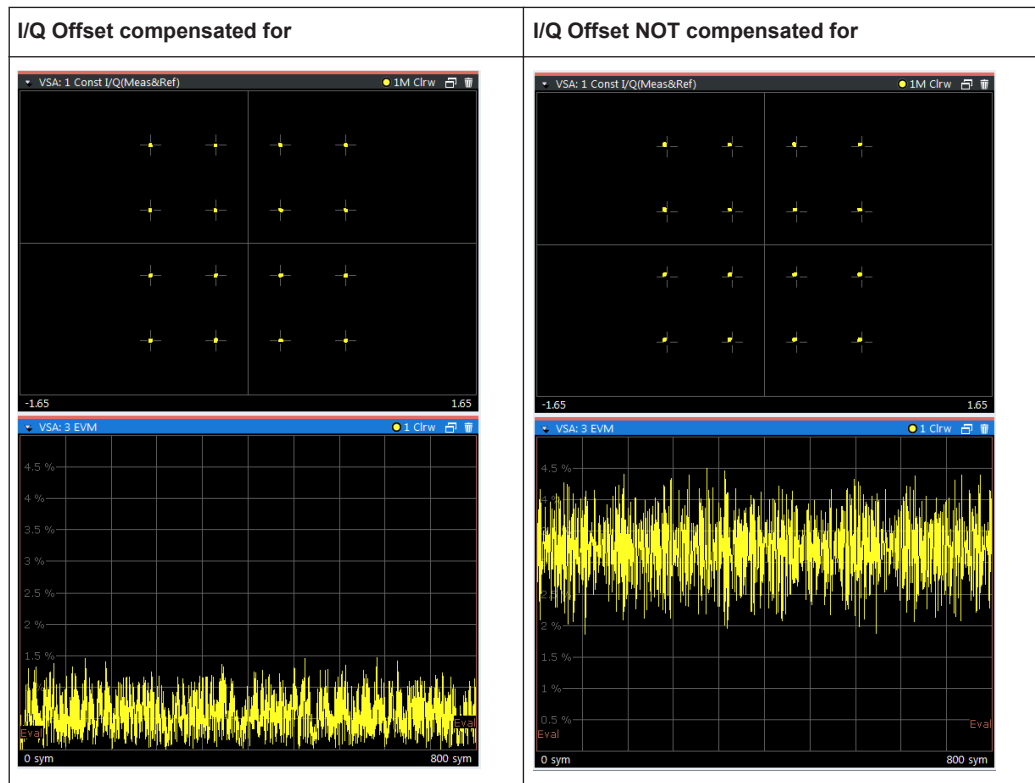 I/Q Offset compensated for
I/Q Offset NOT compensated for
VSA: 1 Const I/Q(Meas&Ref)
1M Clrw
-1.65
1.65
VSA: 3 EVM
1 Clrw
4.5 %
4 %
3.5 %
3 %
2.5 %
2 %
1.5 %
Eval
Eval
0 sym
800 sym
VSA: 1 Const I/Q(Meas&Ref)
1M Clrw
-1.65
1.65
VSA: 3 EVM
1 Clrw
4.5 %
2 %
1.5 %
1 %
0.5 %
Eval
Eval
0 sym
800 sym